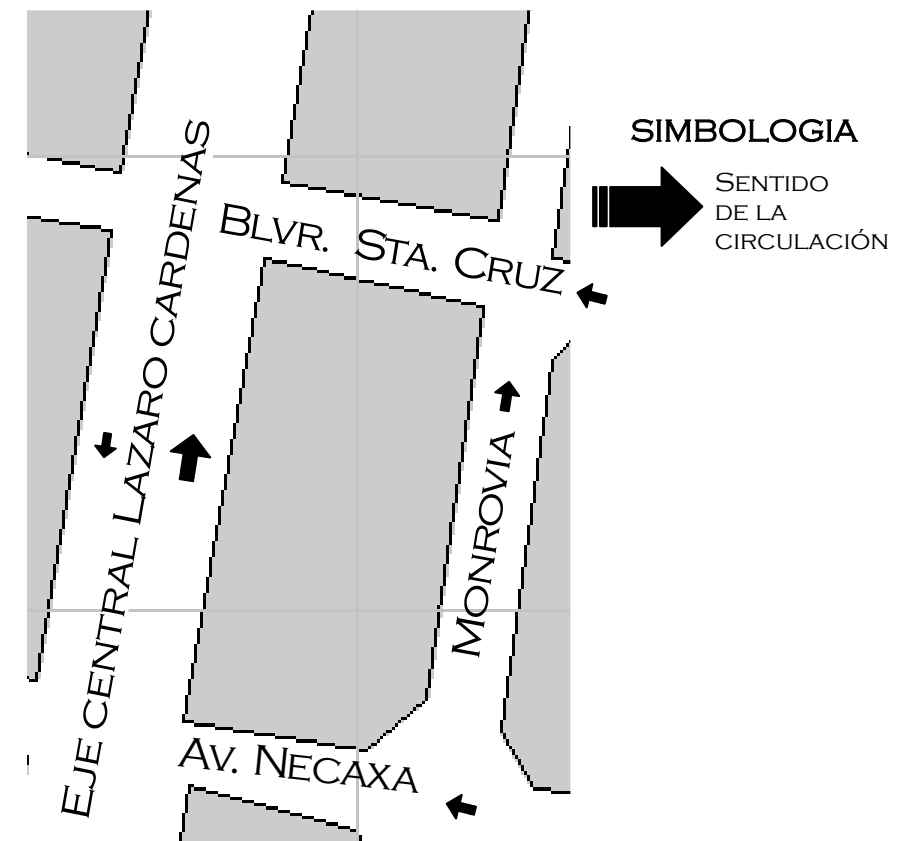 SIMBOLOGIA
SENTIDO
DE LA
CIRCULACIÓN
BLVR. STA. CRUZ
EJE CENTRAL LAZARO CARDENAS
MONROVIA
AV. NECAXA